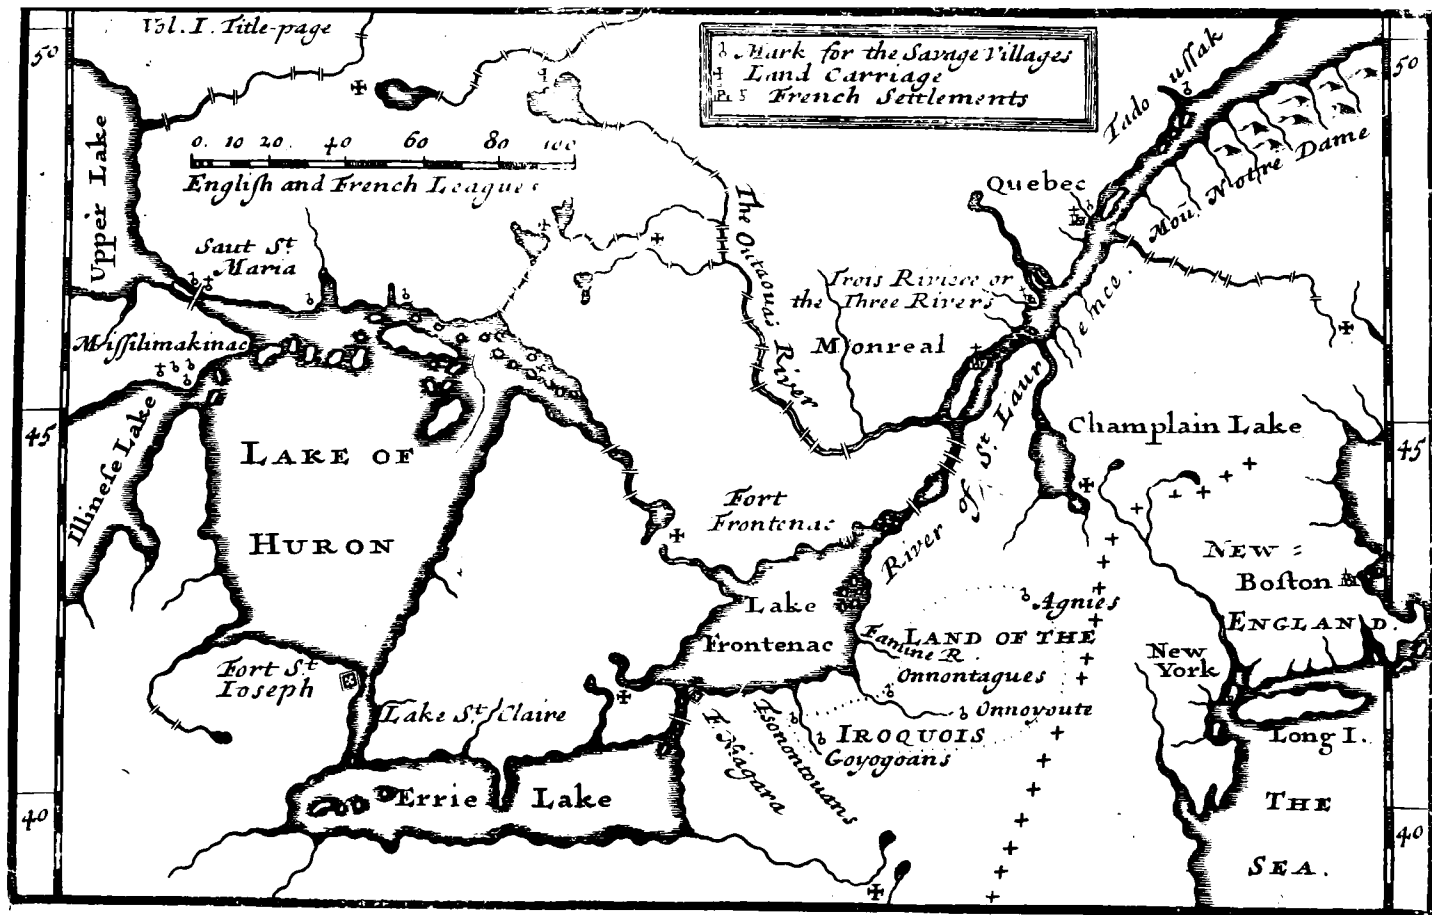 Vol. I. Title-page
Mark for the Savage Villages
Land Carriage
French Settlements
50
50
0. 10 20. 40 60 80 100
English and French Leagues
Upper Lake
Saut St.
Maria
Missilimakinac
Illinese Lake
LAKE OF
HURON
The Outaouai River
Tadoussak
Quebec
Mou. Notre Dame
Trois Rivieres or
the Three Rivers
Monreal
River of St. Laurence.
Champlain Lake
45
45
Fort
Frontenac
Lake
Frontenac
NEW
Boston
ENGLAND.
Agnies
LAND OF THE
Famine R.
Onnontagues
Onnoyoute
IROQUOIS
Goyogoans
Tsonontouans
F. Niagara
New
York
Long I.
Fort St.
Ioseph
Lake St. Claire
Errie Lake
THE
SEA.
40
40